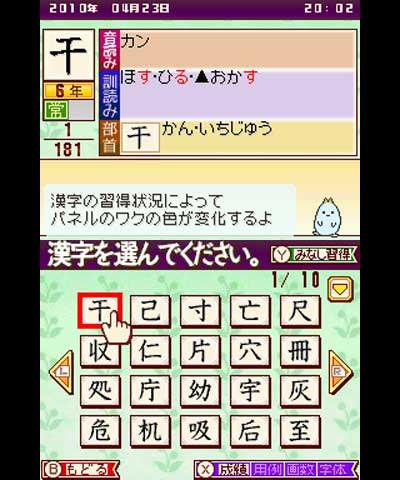 2010年 04月23日 20:02
干
6年
常
1
181
音読み カン
訓読み ほす・ひる・▲おかす
部首 干 かん・いちじゅう
漢字の習得状況によって
パネルのワクの色が変化するよ
漢字を選んでください。 Y みなし習得
1/ 10
干 己 寸 亡 尺
収 仁 片 穴 冊
L R
処 庁 幼 宇 灰
危 机 吸 后 至
B もどる X 成績 用例 画数 字体